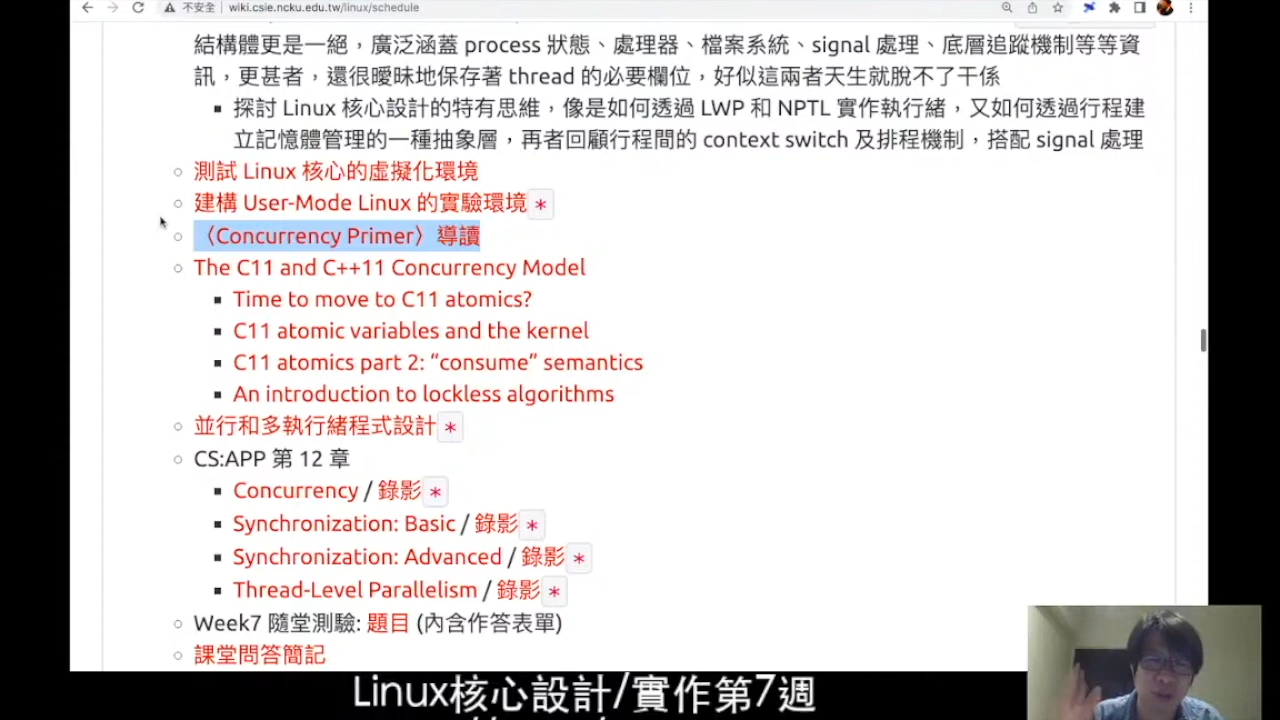 不安全 wiki.csie.ncku.edu.tw/linux/schedule
結構體更是一絕，廣泛涵蓋 process 狀態、處理器、檔案系統、signal 處理、底層追蹤機制等等資
訊，更甚者，還很曖昧地保存著 thread 的必要欄位，好似這兩者天生就脫不了干係
探討 Linux 核心設計的特有思維，像是如何透過 LWP 和 NPTL 實作執行緒，又如何透過行程建
立記憶體管理的一種抽象層，再者回顧行程間的 context switch 及排程機制，搭配 signal 處理
測試 Linux 核心的虛擬化環境
建構 User-Mode Linux 的實驗環境 *
〈Concurrency Primer〉導讀
The C11 and C++11 Concurrency Model
Time to move to C11 atomics?
C11 atomic variables and the kernel
C11 atomics part 2: “consume” semantics
An introduction to lockless algorithms
並行和多執行緒程式設計 *
CS:APP 第 12 章
Concurrency / 錄影 *
Synchronization: Basic / 錄影 *
Synchronization: Advanced / 錄影 *
Thread-Level Parallelism / 錄影 *
Week7 隨堂測驗: 題目 (內含作答表單)
課堂問答簡記
Linux核心設計/實作第7週